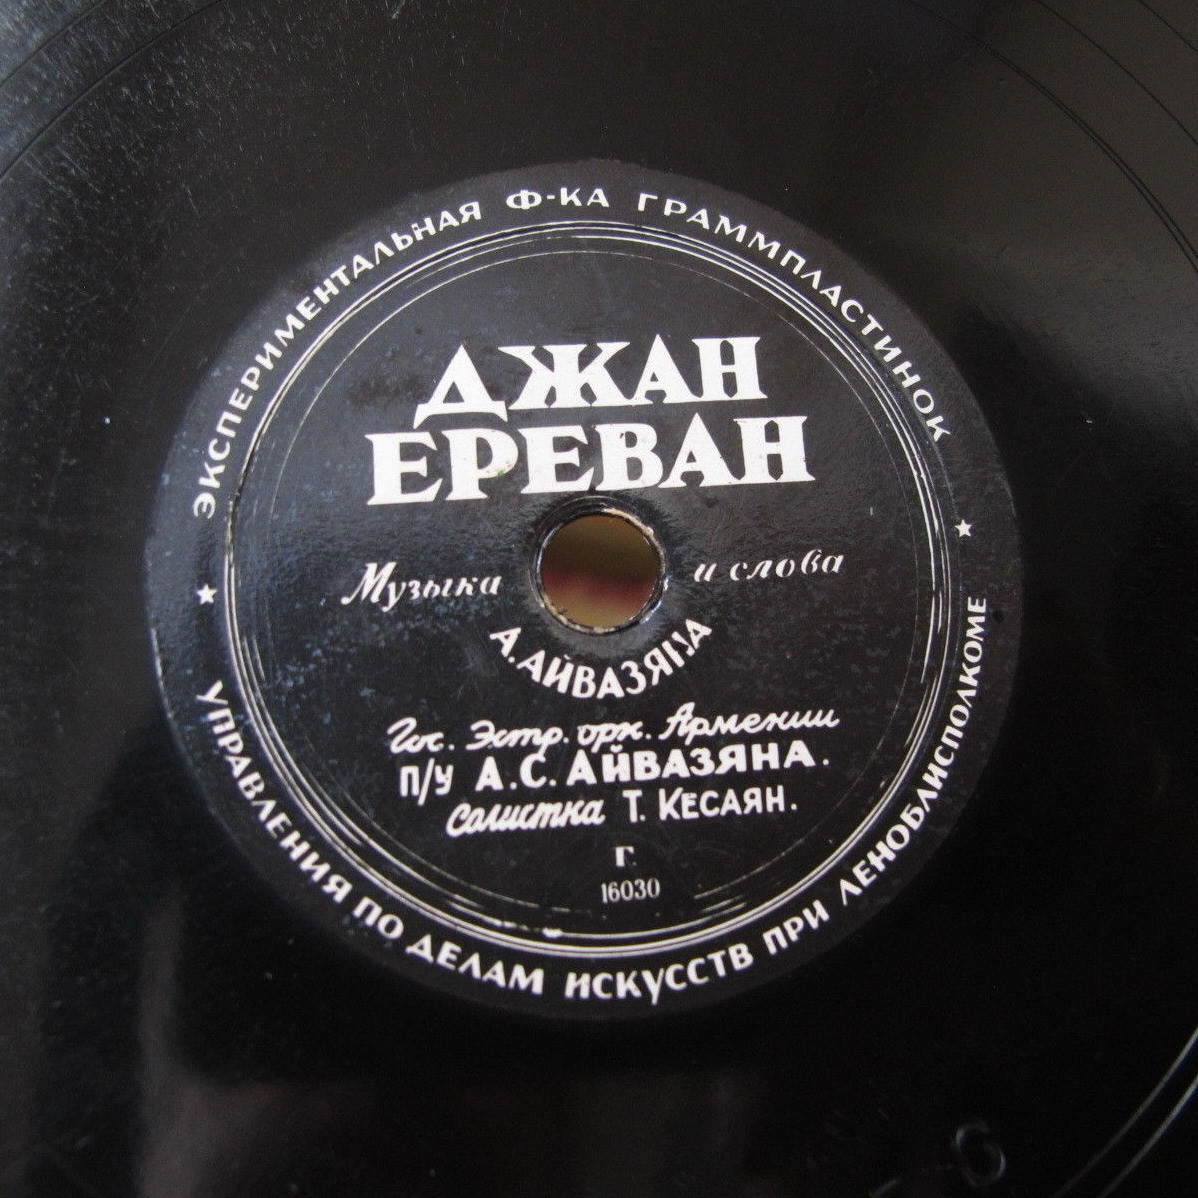 ЭКСПЕРИМЕНТАЛЬНАЯ Ф-КА ГРАММПЛАСТИНОК
ДЖАН
ЕРЕВАН
Музыка и слова
А. АЙВАЗЯНА
Гос. Эстр. орк. Армении
П/У А. С. АЙВАЗЯНА.
Солистка Т. КЕСАЯН.
Г.
16030
УПРАВЛЕНИЯ ПО ДЕЛАМ ИСКУССТВ ПРИ ЛЕНОБЛИСПОЛКОМЕ